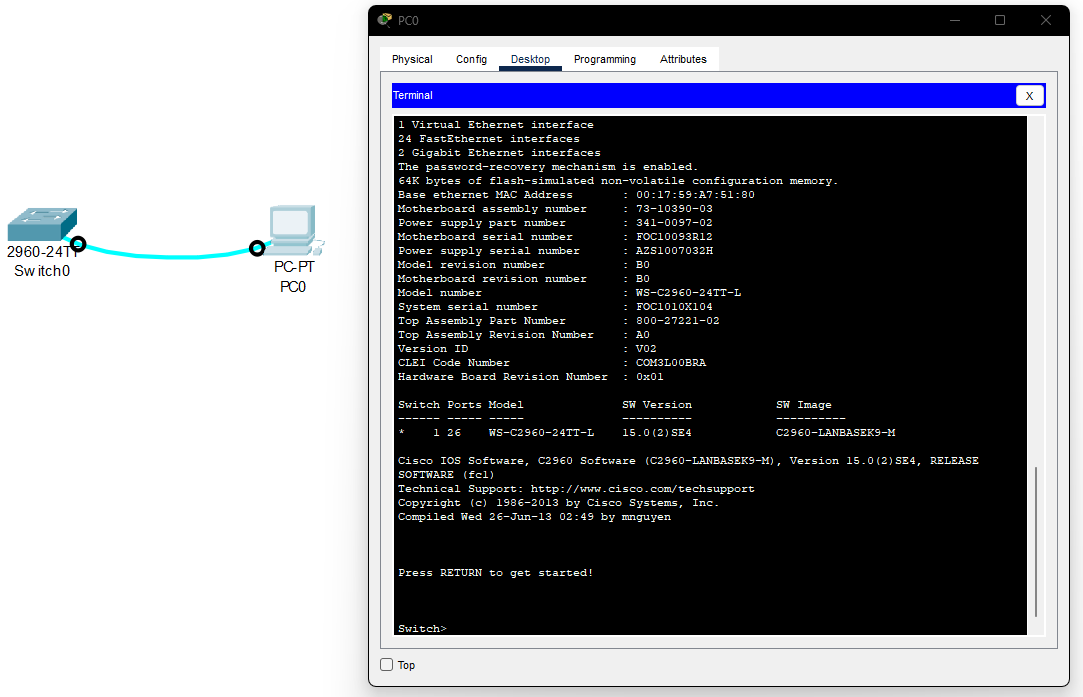 PC0
Physical Config Desktop Programming Attributes
Terminal
X
1 Virtual Ethernet interface
24 FastEthernet interfaces
2 Gigabit Ethernet interfaces
The password-recovery mechanism is enabled.
64K bytes of flash-simulated non-volatile configuration memory.
Base ethernet MAC Address : 00:17:59:A7:51:80
Motherboard assembly number : 73-10390-03
Power supply part number : 341-0097-02
Motherboard serial number : FOC10093R12
Power supply serial number : AZS1007032H
Model revision number : B0
Motherboard revision number : B0
Model number : WS-C2960-24TT-L
System serial number : FOC1010X104
Top Assembly Part Number : 800-27221-02
Top Assembly Revision Number : A0
Version ID : V02
CLEI Code Number : COM3L00BRA
Hardware Board Revision Number : 0x01
Switch Ports Model SW Version SW Image
------ ----- ----- ---------- ----------
* 1 26 WS-C2960-24TT-L 15.0(2)SE4 C2960-LANBASEK9-M
Cisco IOS Software, C2960 Software (C2960-LANBASEK9-M), Version 15.0(2)SE4, RELEASE
SOFTWARE (fc1)
Technical Support: http://www.cisco.com/techsupport
Copyright (c) 1986-2013 by Cisco Systems, Inc.
Compiled Wed 26-Jun-13 02:49 by mnguyen
Press RETURN to get started!
Switch>
Top
2960-24TT
Switch0
PC-PT
PC0